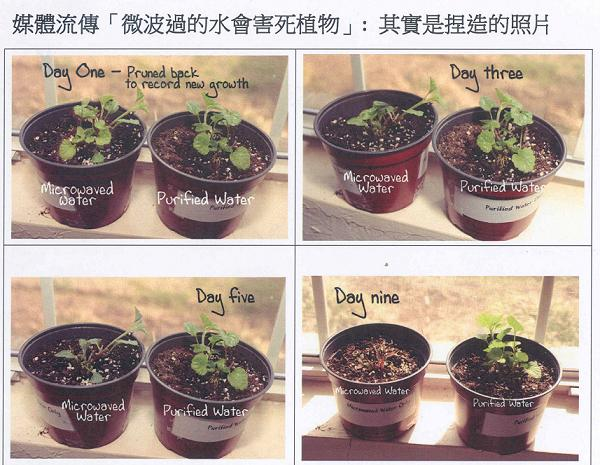 媒體流傳「微波過的水會害死植物」: 其實是捏造的照片
Day One – Pruned back
to record new growth
Microwaved
Water
Purified Water
Day three
Microwaved
Water
Purified Water
Purified Water
Day five
Microwaved
Water
Purified Water
Day nine
Microwaved Water
Purified Water
Microwaved Water